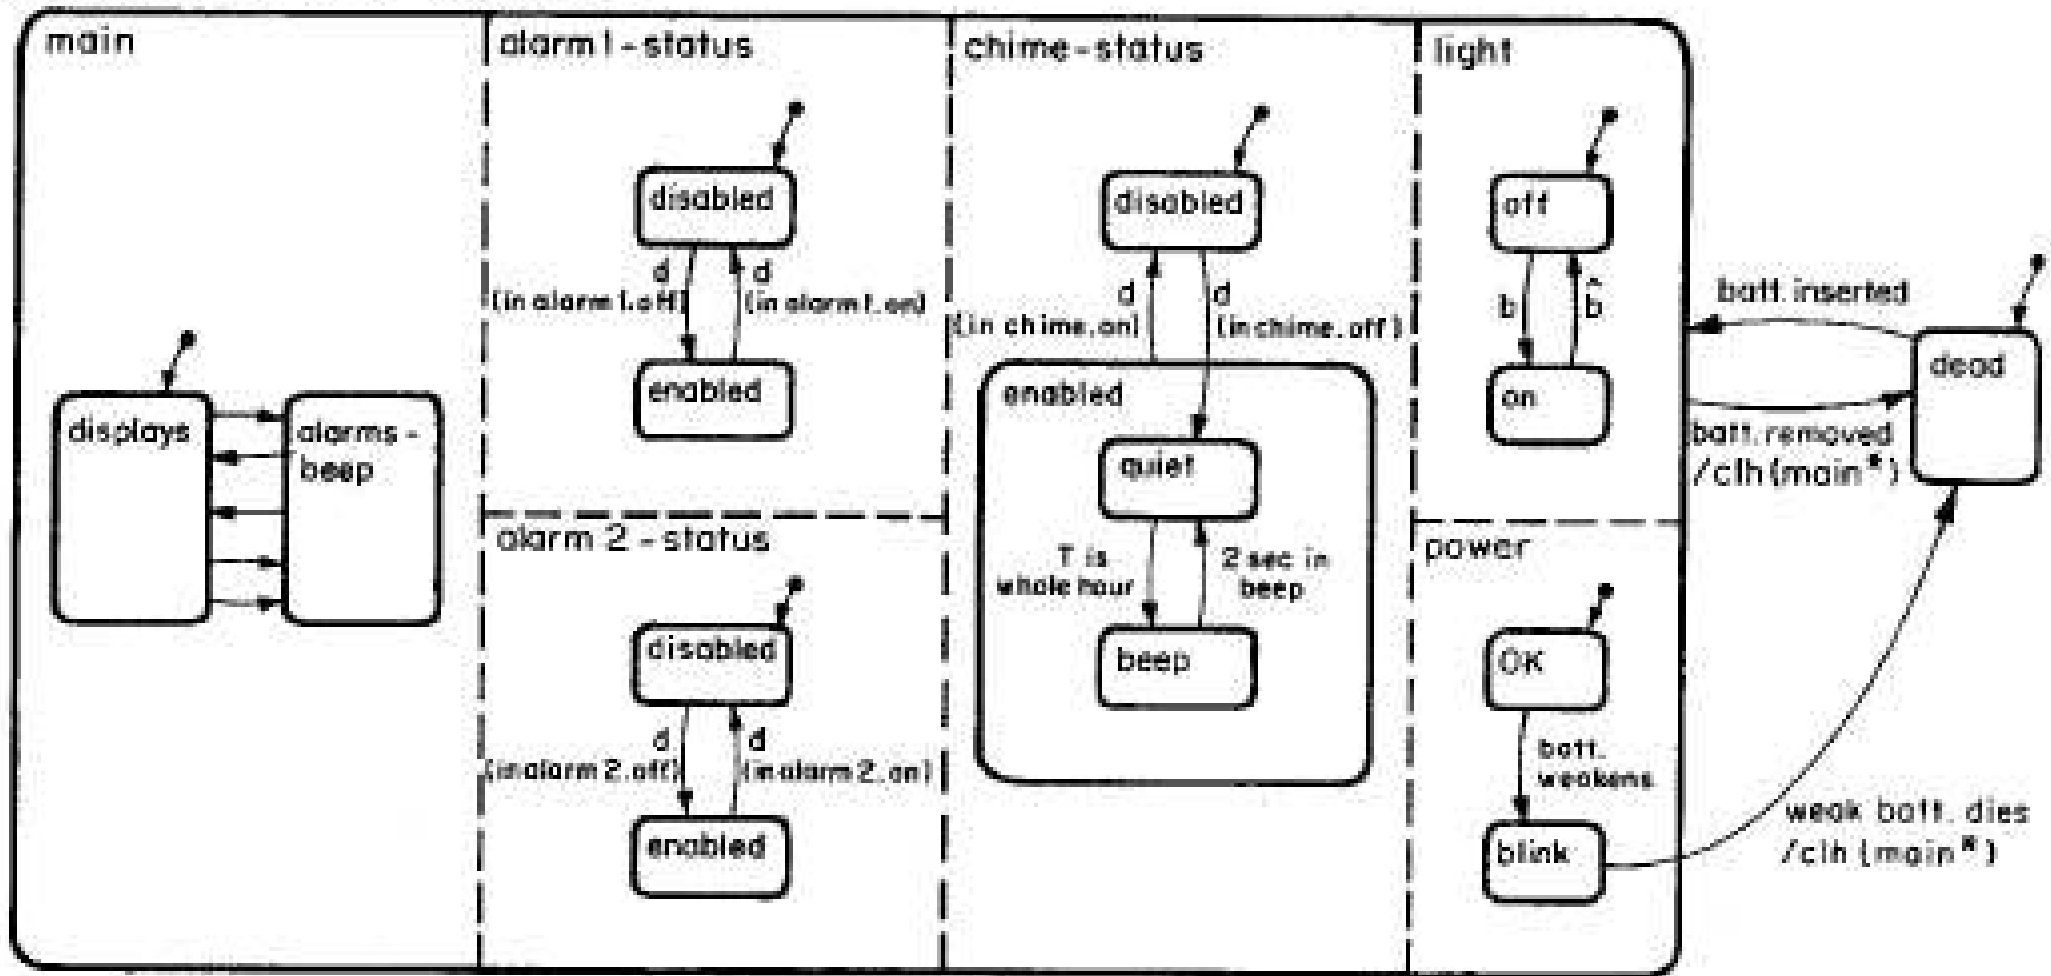 main
displays
alarms-
beep
alarm1-status
disabled
d
(in alarm1.off)
d
(in alarm1.on)
enabled
alarm2-status
disabled
d
(in alarm2.off)
d
(in alarm2.on)
enabled
chime-status
disabled
d
(in chime.on)
d
(in chime.off)
enabled
quiet
T is
whole hour
2 sec in
beep
beep
light
off
b
b̂
on
power
OK
batt.
weakens
blink
batt. inserted
dead
batt. removed
/clh(main*)
weak batt. dies
/clh(main*)